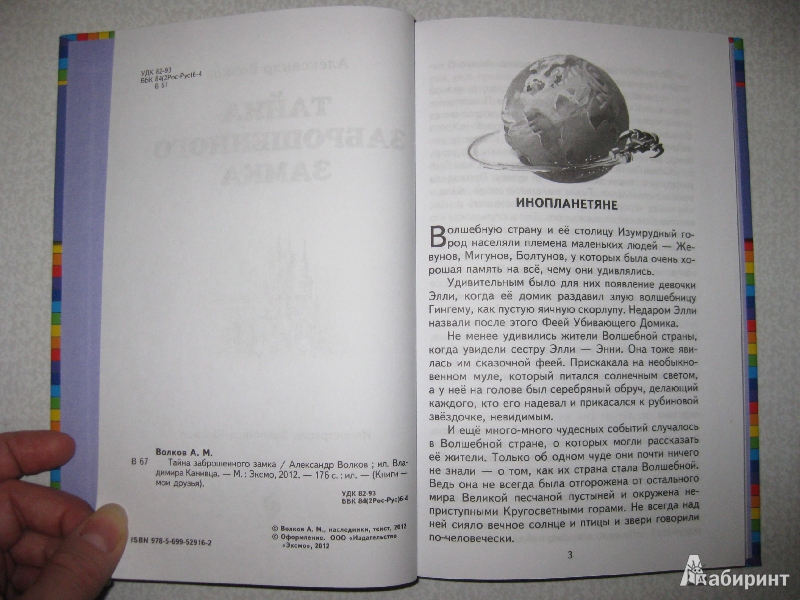 УДК 82-93
ББК 84(2Рос-Рус)6-4
В 67
Волков А. М.
В 67 Тайна заброшенного замка / Александр Волков ; ил. Вла-
димира Канивца. — М. : Эксмо, 2012. — 176 с. : ил. — (Книги —
мои друзья).
УДК 82-93
ББК 84(2Рос-Рус)6-4
© Волков А. М., наследники, текст, 2012
© Оформление. ООО «Издательство
«Эксмо», 2012
ISBN 978-5-699-52916-2
ИНОПЛАНЕТЯНЕ
Волшебную страну и её столицу Изумрудный го-
род населяли племена маленьких людей — Же-
вунов, Мигунов, Болтунов, у которых была очень хо-
рошая память на всё, чему они удивлялись.
Удивительным было для них появление девочки
Элли, когда её домик раздавил злую волшебницу
Гингему, как пустую яичную скорлупу. Недаром Элли
назвали после этого Феей Убивающего Домика.
Не менее удивились жители Волшебной страны,
когда увидели сестру Элли — Энни. Она тоже яви-
лась им сказочной феей. Прискакала на необыкно-
венном муле, который питался солнечным светом,
а у неё на голове был серебряный обруч, делающий
каждого, кто его надевал и прикасался к рубиновой
звёздочке, невидимым.
И ещё много-много чудесных событий случалось
в Волшебной стране, о которых могли рассказать
её жители. Только об одном чуде они почти ничего
не знали — о том, как их страна стала Волшебной.
Ведь она не всегда была отгорожена от остального
мира Великой песчаной пустыней и окружена не-
приступными Кругосветными горами. Не всегда над
ней сияло вечное солнце и птицы и звери говорили
по-человечески.
3
Лабиринт